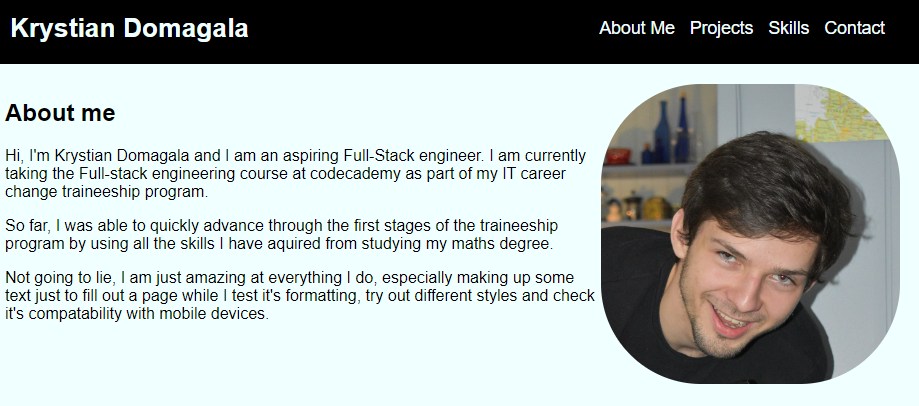 Krystian Domagala
About Me Projects Skills Contact
About me
Hi, I'm Krystian Domagala and I am an aspiring Full-Stack engineer. I am currently
taking the Full-stack engineering course at codecademy as part of my IT career
change traineeship program.
So far, I was able to quickly advance through the first stages of the traineeship
program by using all the skills I have aquired from studying my maths degree.
Not going to lie, I am just amazing at everything I do, especially making up some
text just to fill out a page while I test it's formatting, try out different styles and check
it's compatability with mobile devices.